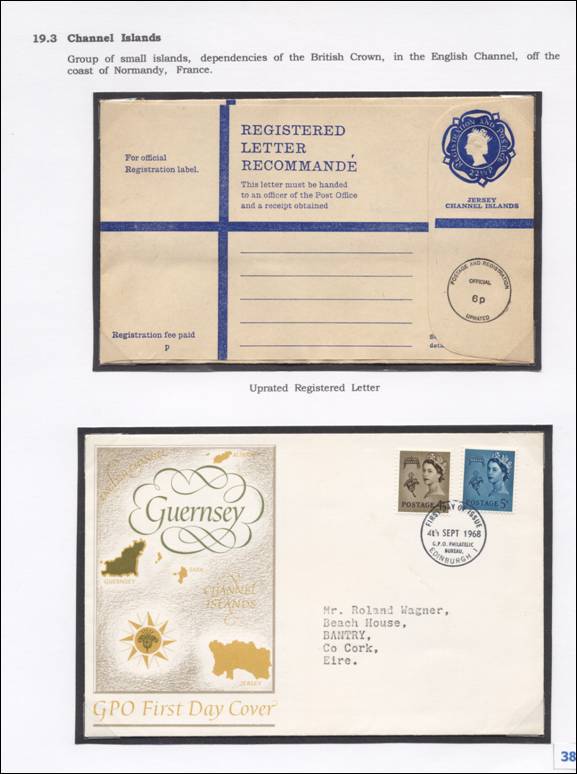 19.3 Channel Islands
Group of small islands, dependencies of the British Crown, in the English Channel, off the
coast of Normandy, France.
For official
Registration label.
REGISTERED
LETTER
RECOMMANDÉ
This letter must be handed
to an officer of the Post Office
and a receipt obtained
REGISTRATION AND POSTAGE
22½P
JERSEY
CHANNEL ISLANDS
POSTAGE AND REGISTRATION
OFFICIAL
6p
UPRATED
Registration fee paid
p
Uprated Registered Letter
Guernsey
GUERNSEY
SARK
CHANNEL
ISLANDS
JERSEY
GPO First Day Cover
POSTAGE
POSTAGE 5D
FIRST DAY OF ISSUE
4th SEPT 1968
G.P.O. PHILATELIC
BUREAU,
EDINBURGH 1
Mr. Roland Wagner,
Beach House,
BANTRY,
Co Cork,
Eire.
38